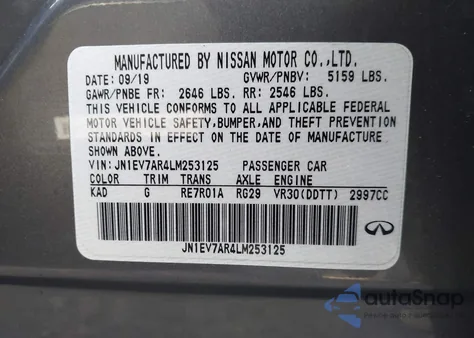 MANUFACTURED BY NISSAN MOTOR CO.,LTD.
DATE: 09/19 GVWR/PNBV: 5159 LBS.
GAWR/PNBE FR: 2646 LBS. RR: 2546 LBS.
THIS VEHICLE CONFORMS TO ALL APPLICABLE FEDERAL
MOTOR VEHICLE SAFETY,BUMPER,AND THEFT PREVENTION
STANDARDS IN EFFECT ON THE DATE OF MANUFACTURE
SHOWN ABOVE.
VIN: JN1EV7AR4LM253125 PASSENGER CAR
COLOR TRIM TRANS AXLE ENGINE
KAD G RE7R01A RG29 VR30(DDTT) 2997CC
JN1EV7AR4LM253125
autoSnap